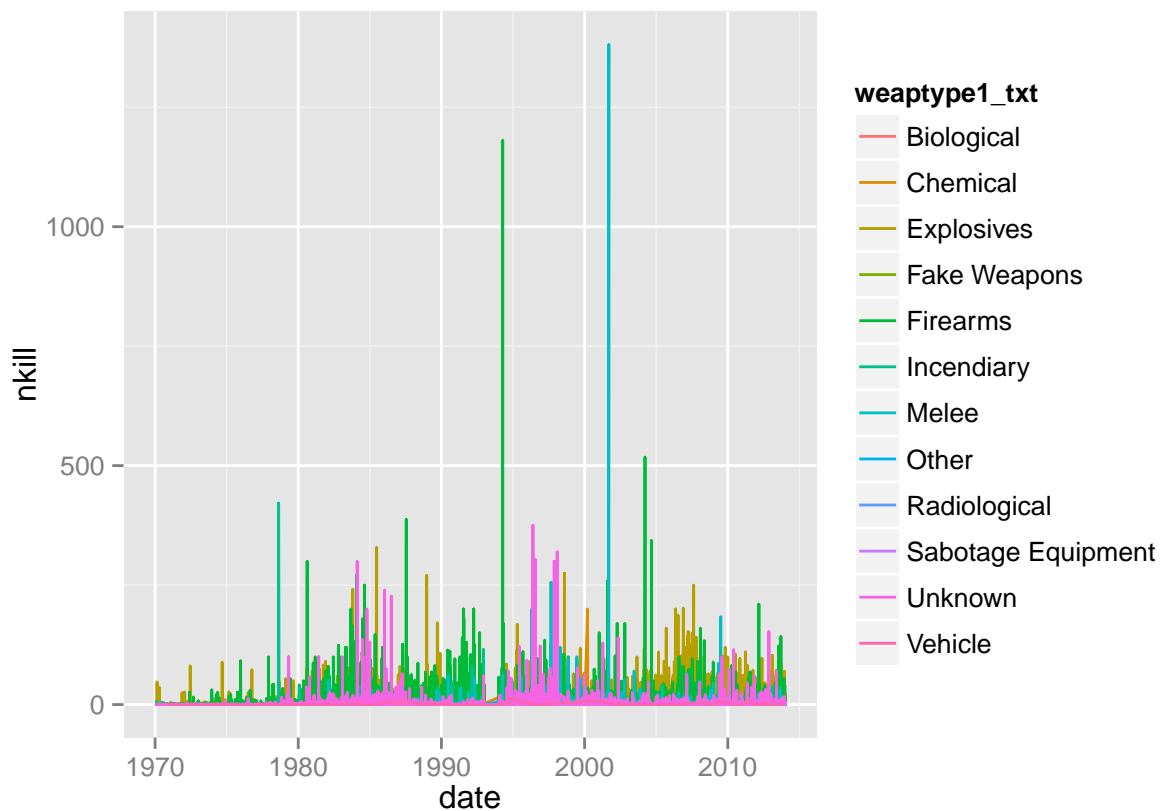 weaptype1_txt
Biological
Chemical
Explosives
Fake Weapons
Firearms
Incendiary
Melee
Other
Radiological
Sabotage Equipment
Unknown
Vehicle
nkill
1000
500
0
1970 1980 1990 2000 2010
date